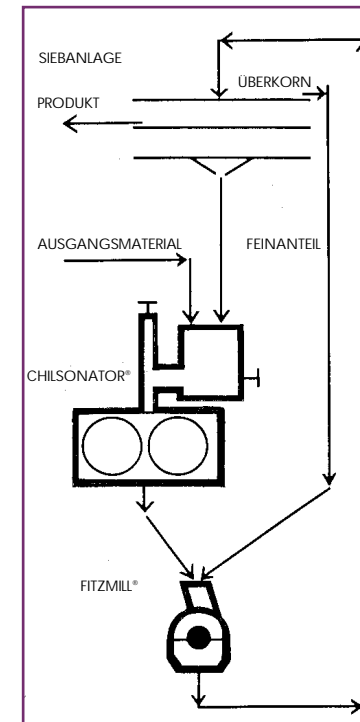 SIEBANLAGE
ÜBERKORN
PRODUKT
AUSGANGSMATERIAL
FEINANTEIL
CHILSONATOR®
FITZMILL®